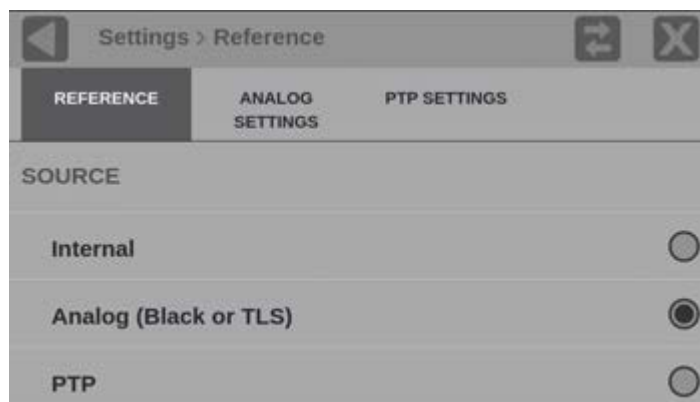 Settings > Reference
REFERENCE
ANALOG
SETTINGS
PTP SETTINGS
SOURCE
Internal
Analog (Black or TLS)
PTP